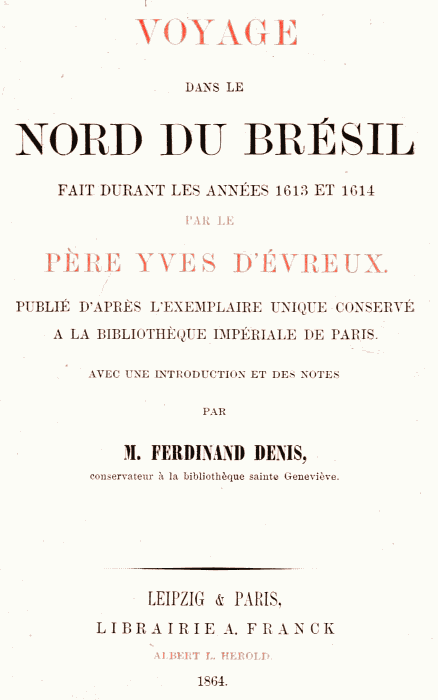 VOYAGE
DANS LE
NORD DU BRÉSIL
FAIT DURANT LES ANNÉES 1613 ET 1614
PAR LE
PÈRE YVES D'ÉVREUX.
PUBLIÉ D'APRÈS L'EXEMPLAIRE UNIQUE CONSERVÉ
A LA BIBLIOTHÈQUE IMPÉRIALE DE PARIS.
AVEC UNE INTRODUCTION ET DES NOTES
PAR
M. FERDINAND DENIS,
conservateur à la bibliothèque sainte Geneviève.
LEIPZIG & PARIS,
LIBRAIRIE A. FRANCK
ALBERT L. HEROLD.
1864.